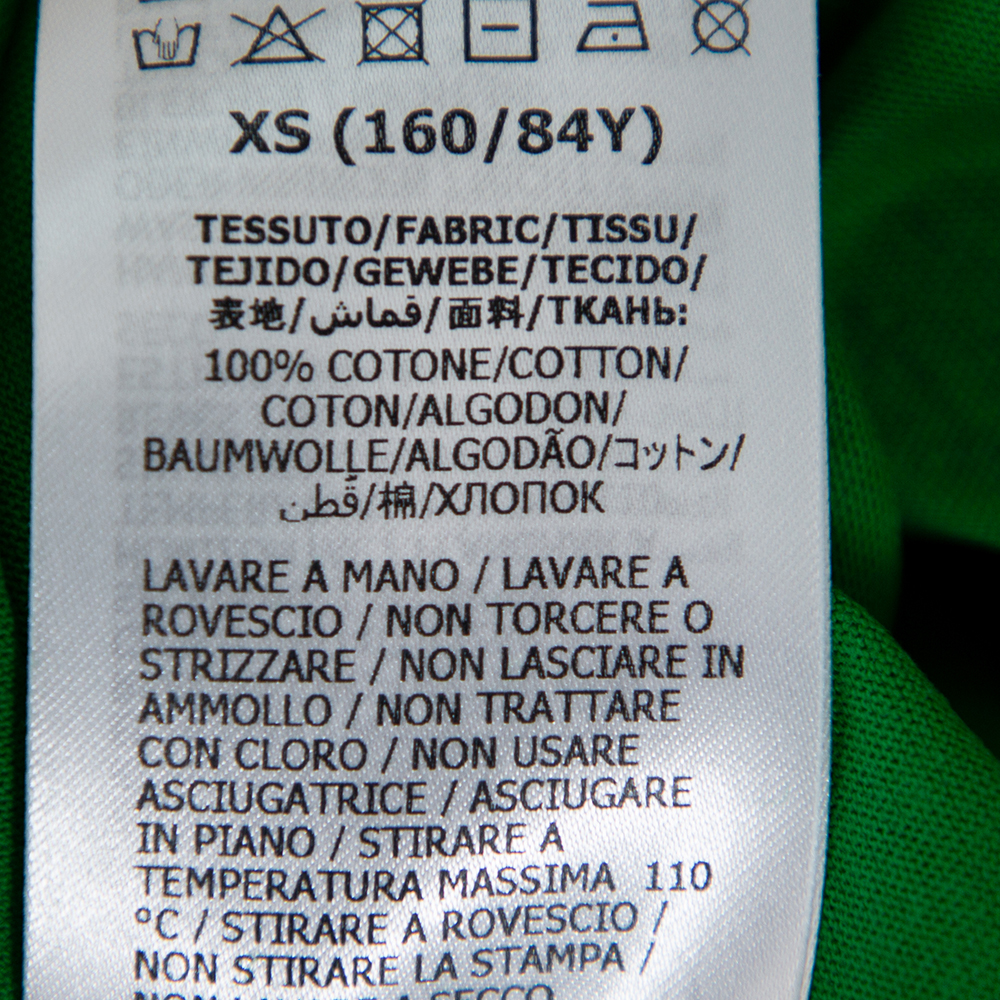 XS (160/84Y)
TESSUTO/FABRIC/TISSU/
TEJIDO/GEWEBE/TECIDO/
表地/قماش/面料/ТКАНЬ:
100% COTONE/COTTON/
COTON/ALGODON/
BAUMWOLLE/ALGODÃO/コットン/
قُطن/棉/ХЛОПОК
LAVARE A MANO / LAVARE A
ROVESCIO / NON TORCERE O
STRIZZARE / NON LASCIARE IN
AMMOLLO / NON TRATTARE
CON CLORO / NON USARE
ASCIUGATRICE / ASCIUGARE
IN PIANO / STIRARE A
TEMPERATURA MASSIMA 110
°C / STIRARE A ROVESCIO /
NON STIRARE LA STAMPA /
A SECCO